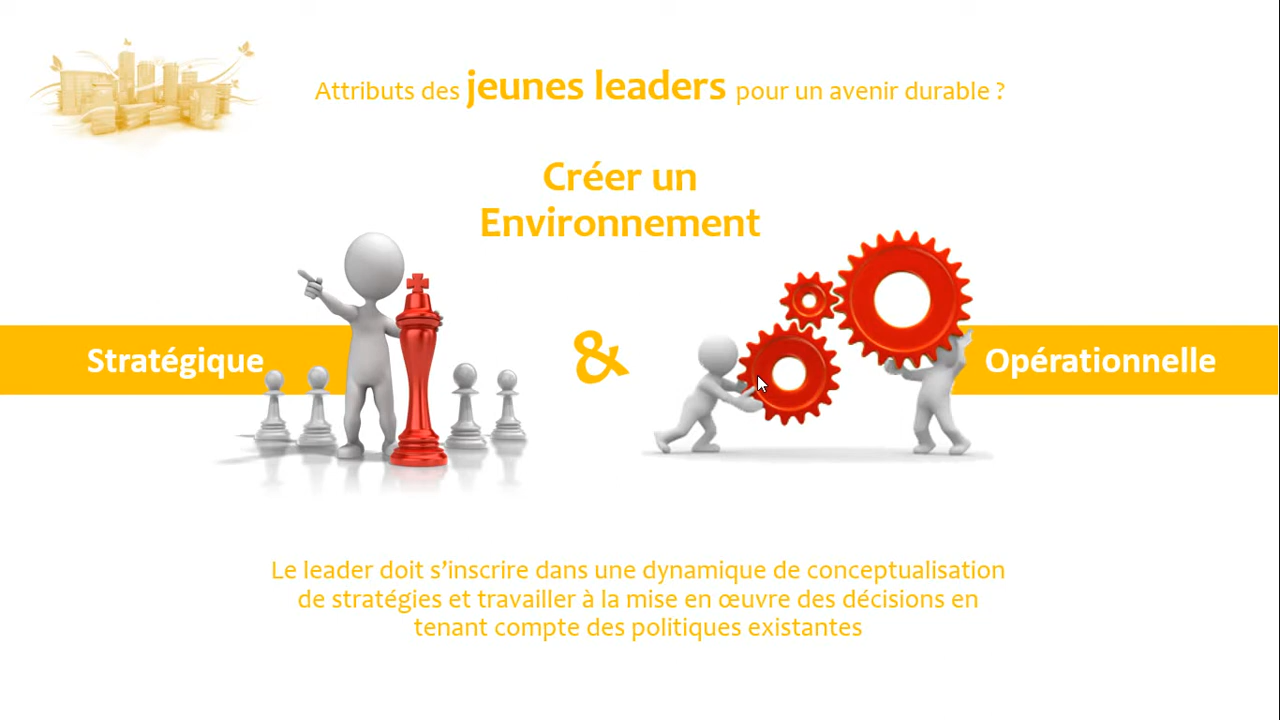 Attributs des jeunes leaders pour un avenir durable ?
Créer un
Environnement
Stratégique
&
Opérationnelle
Le leader doit s’inscrire dans une dynamique de conceptualisation
de stratégies et travailler à la mise en œuvre des décisions en
tenant compte des politiques existantes